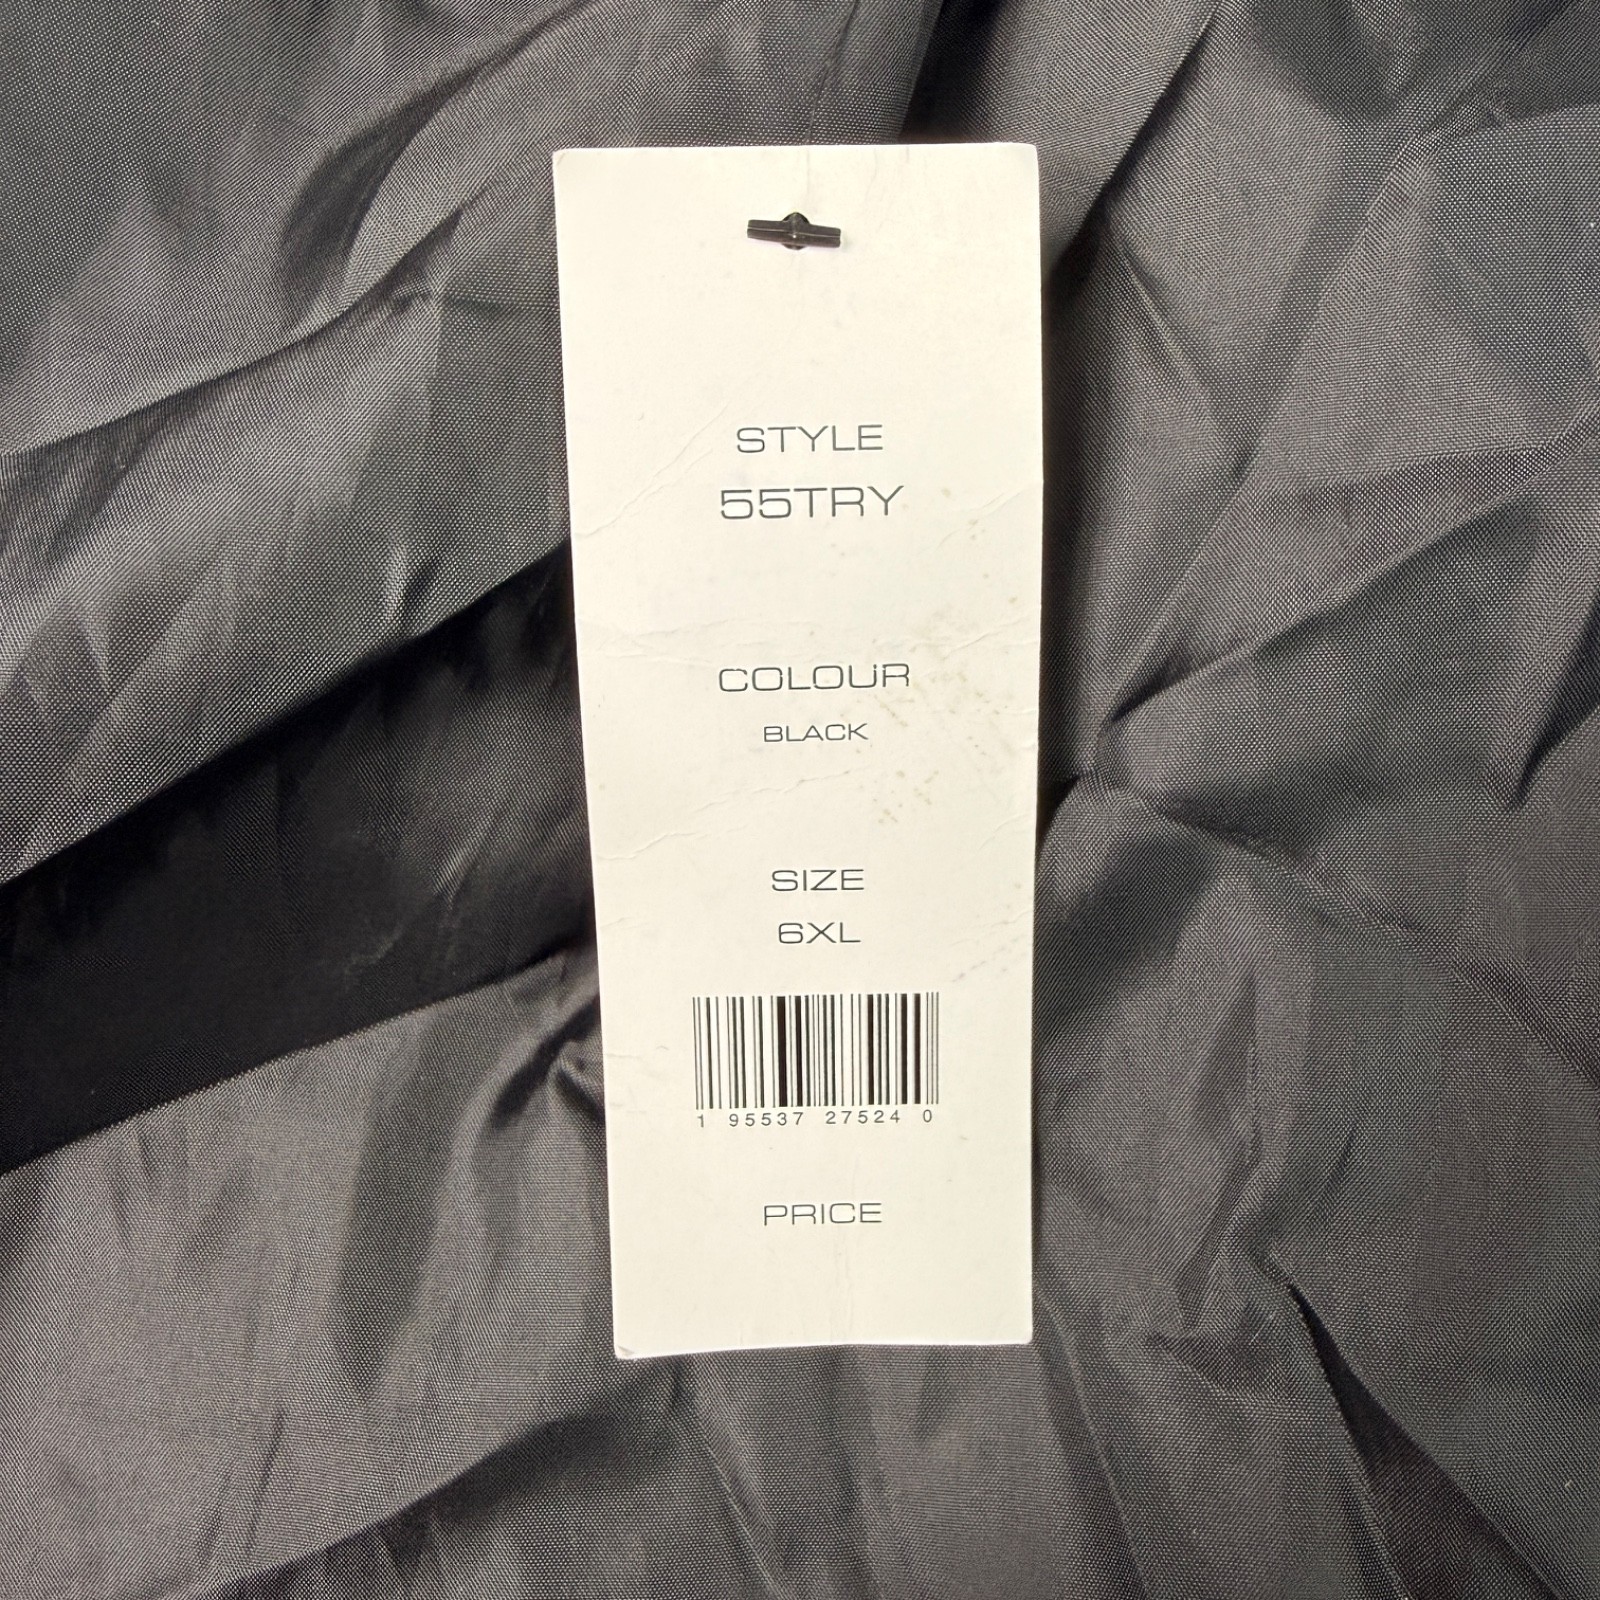 STYLE
55TRY
COLOUR
BLACK
SIZE
6XL
1 95537 27524 0
PRICE